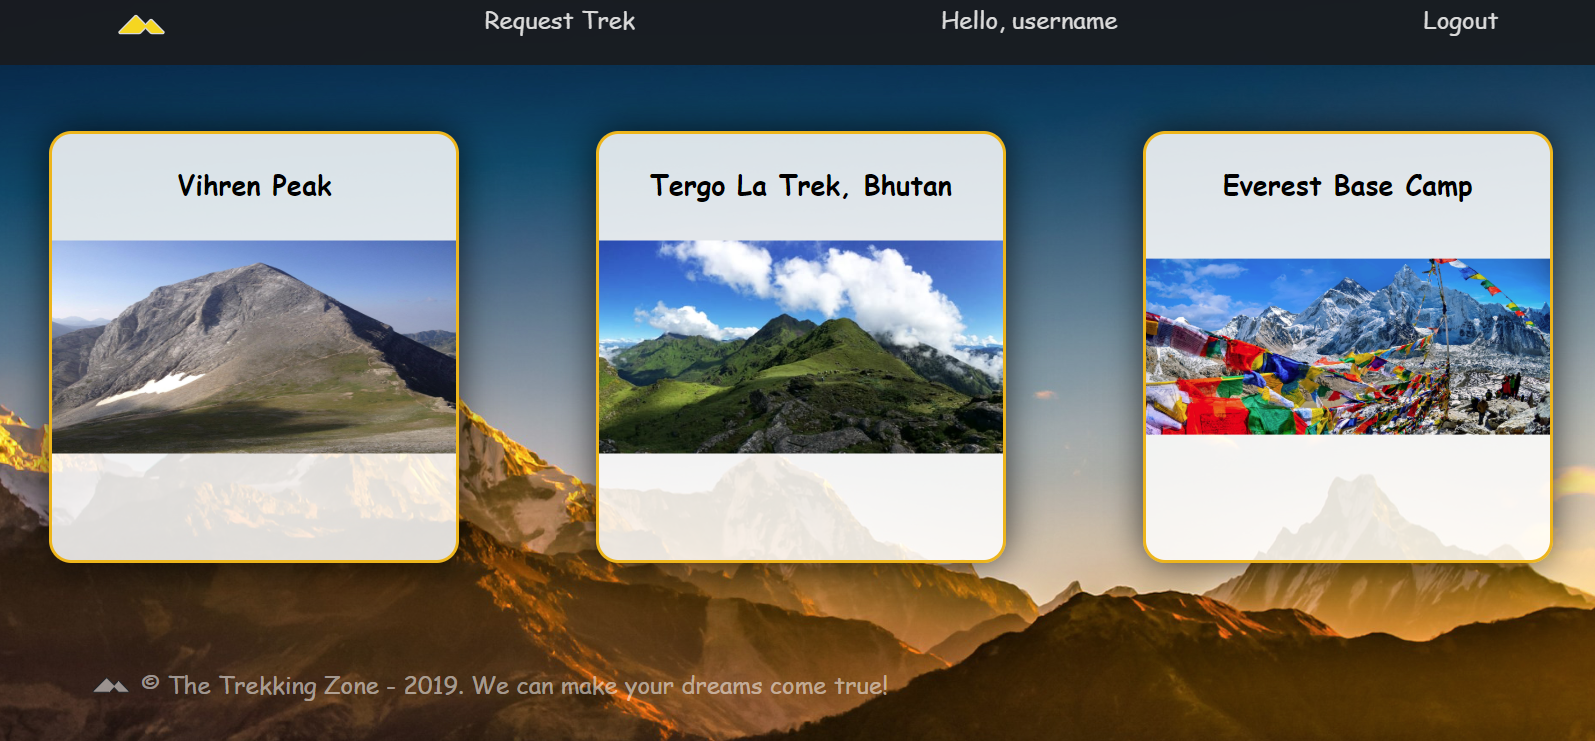 Request Trek
Hello, username
Logout
Vihren Peak
Tergo La Trek, Bhutan
Everest Base Camp
© The Trekking Zone - 2019. We can make your dreams come true!